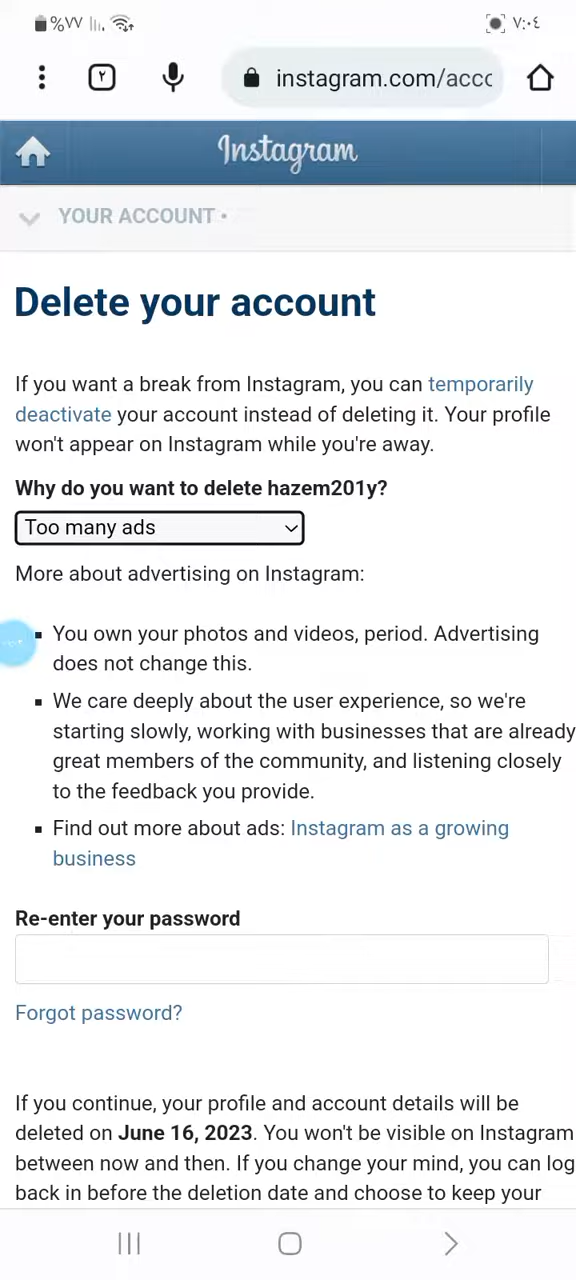 %٧٧
٧:٠٤
٢
instagram.com/acco
Instagram
YOUR ACCOUNT •
Delete your account
If you want a break from Instagram, you can temporarily
deactivate your account instead of deleting it. Your profile
won't appear on Instagram while you're away.
Why do you want to delete hazem201y?
Too many ads
More about advertising on Instagram:
▪ You own your photos and videos, period. Advertising
does not change this.
▪ We care deeply about the user experience, so we're
starting slowly, working with businesses that are already
great members of the community, and listening closely
to the feedback you provide.
▪ Find out more about ads: Instagram as a growing
business
Re-enter your password
Forgot password?
If you continue, your profile and account details will be
deleted on June 16, 2023. You won't be visible on Instagram
between now and then. If you change your mind, you can log
back in before the deletion date and choose to keep your